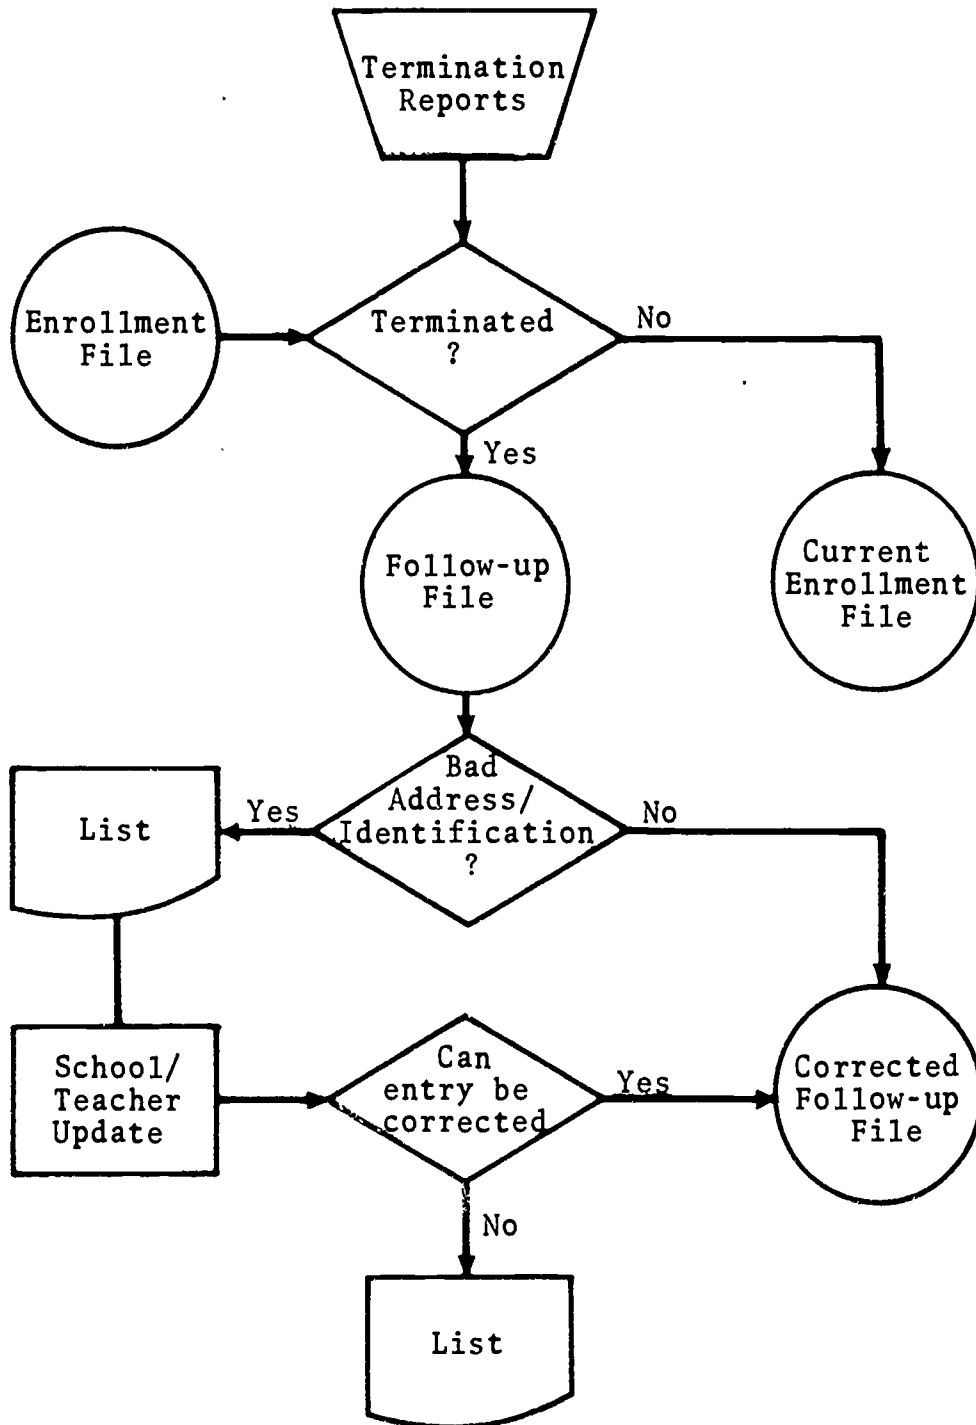 Termination
Reports
Enrollment
File
Terminated
?
No
Yes
Follow-up
File
Current
Enrollment
File
List
Yes
Bad
Address/
Identification
?
No
School/
Teacher
Update
Can
entry be
corrected
Yes
Corrected
Follow-up
File
No
List